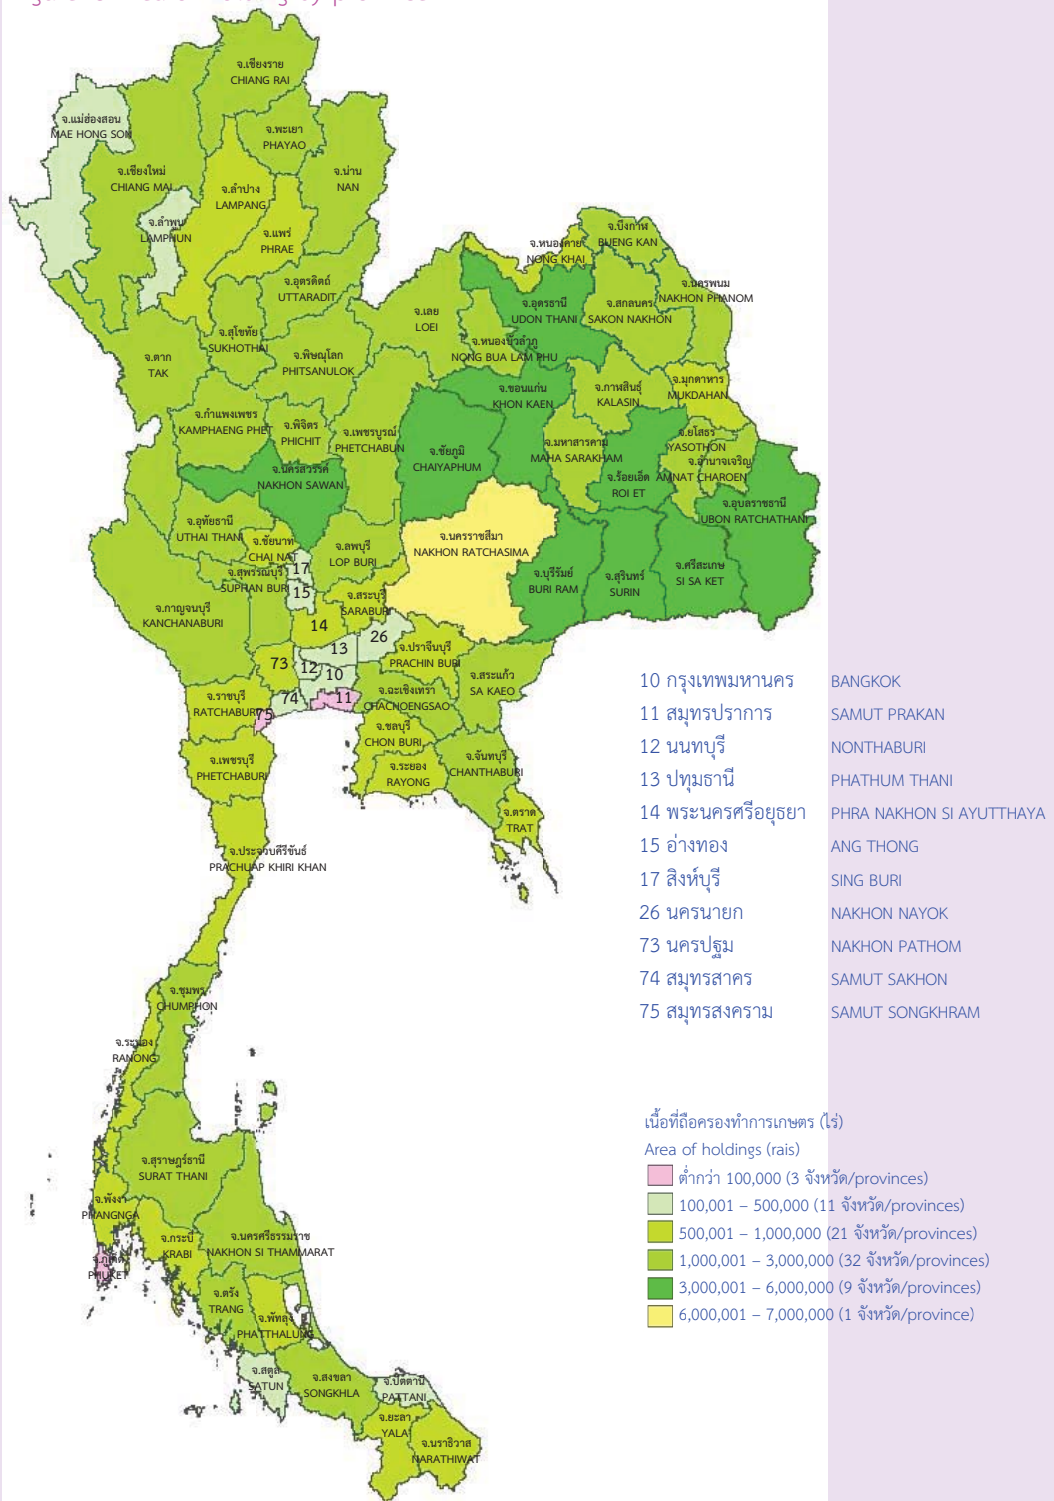 จ.เชียงราย
CHIANG RAI
จ.แม่ฮ่องสอน
MAE HONG SON
จ.พะเยา
PHAYAO
จ.เชียงใหม่
CHIANG MAI
จ.น่าน
NAN
จ.ลำปาง
LAMPANG
จ.ลำพูน
LAMPHUN
จ.แพร่
PHRAE
จ.บึงกาฬ
BUENG KAN
จ.หนองคาย
NONG KHAI
จ.อุตรดิตถ์
UTTARADIT
จ.นครพนม
NAKHON PHANOM
จ.อุดรธานี
UDON THANI
จ.สกลนคร
SAKON NAKHON
จ.เลย
LOEI
จ.สุโขทัย
SUKHOTHAI
จ.หนองบัวลำภู
NONG BUA LAM PHU
จ.ตาก
TAK
จ.พิษณุโลก
PHITSANULOK
จ.ขอนแก่น
KHON KAEN
จ.กาฬสินธุ์
KALASIN
จ.มุกดาหาร
MUKDAHAN
จ.กำแพงเพชร
KAMPHAENG PHET
จ.พิจิตร
PHICHIT
จ.เพชรบูรณ์
PHETCHABUN
จ.ชัยภูมิ
CHAIYAPHUM
จ.มหาสารคาม
MAHA SARAKHAM
จ.ยโสธร
YASOTHON
จ.อำนาจเจริญ
AMNAT CHAROEN
จ.ร้อยเอ็ด
ROI ET
จ.นครสวรรค์
NAKHON SAWAN
จ.อุบลราชธานี
UBON RATCHATHANI
จ.อุทัยธานี
UTHAI THANI
จ.ชัยนาท
CHAI NAT
จ.ลพบุรี
LOP BURI
จ.นครราชสีมา
NAKHON RATCHASIMA
17
จ.สุพรรณบุรี
SUPHAN BURI
15
จ.สระบุรี
SARABURI
จ.บุรีรัมย์
BURI RAM
จ.สุรินทร์
SURIN
จ.ศรีสะเกษ
SI SA KET
จ.กาญจนบุรี
KANCHANABURI
14
26
13
จ.ปราจีนบุรี
PRACHIN BURI
73
12
10
จ.สระแก้ว
SA KAEO
จ.ราชบุรี
RATCHABURI
75
74
11
จ.ฉะเชิงเทรา
CHACHOENGSAO
จ.ชลบุรี
CHON BURI
จ.เพชรบุรี
PHETCHABURI
จ.ระยอง
RAYONG
จ.จันทบุรี
CHANTHABURI
จ.ตราด
TRAT
จ.ประจวบคีรีขันธ์
PRACHUAP KHIRI KHAN
จ.ชุมพร
CHUMPHON
จ.ระนอง
RANONG
จ.สุราษฎร์ธานี
SURAT THANI
จ.พังงา
PHANGNGA
จ.กระบี่
KRABI
จ.นครศรีธรรมราช
NAKHON SI THAMMARAT
จ.ภูเก็ต
PHUKET
จ.ตรัง
TRANG
จ.พัทลุง
PHATTHALUNG
จ.สตูล
SATUN
จ.สงขลา
SONGKHLA
จ.ปัตตานี
PATTANI
จ.ยะลา
YALA
จ.นราธิวาส
NARATHIWAT
10 กรุงเทพมหานคร BANGKOK
11 สมุทรปราการ SAMUT PRAKAN
12 นนทบุรี NONTHABURI
13 ปทุมธานี PHATHUM THANI
14 พระนครศรีอยุธยา PHRA NAKHON SI AYUTTHAYA
15 อ่างทอง ANG THONG
17 สิงห์บุรี SING BURI
26 นครนายก NAKHON NAYOK
73 นครปฐม NAKHON PATHOM
74 สมุทรสาคร SAMUT SAKHON
75 สมุทรสงคราม SAMUT SONGKHRAM
เนื้อที่ถือครองทำการเกษตร (ไร่)
Area of holdings (rais)
ต่ำกว่า 100,000 (3 จังหวัด/provinces)
100,001 – 500,000 (11 จังหวัด/provinces)
500,001 – 1,000,000 (21 จังหวัด/provinces)
1,000,001 – 3,000,000 (32 จังหวัด/provinces)
3,000,001 – 6,000,000 (9 จังหวัด/provinces)
6,000,001 – 7,000,000 (1 จังหวัด/province)